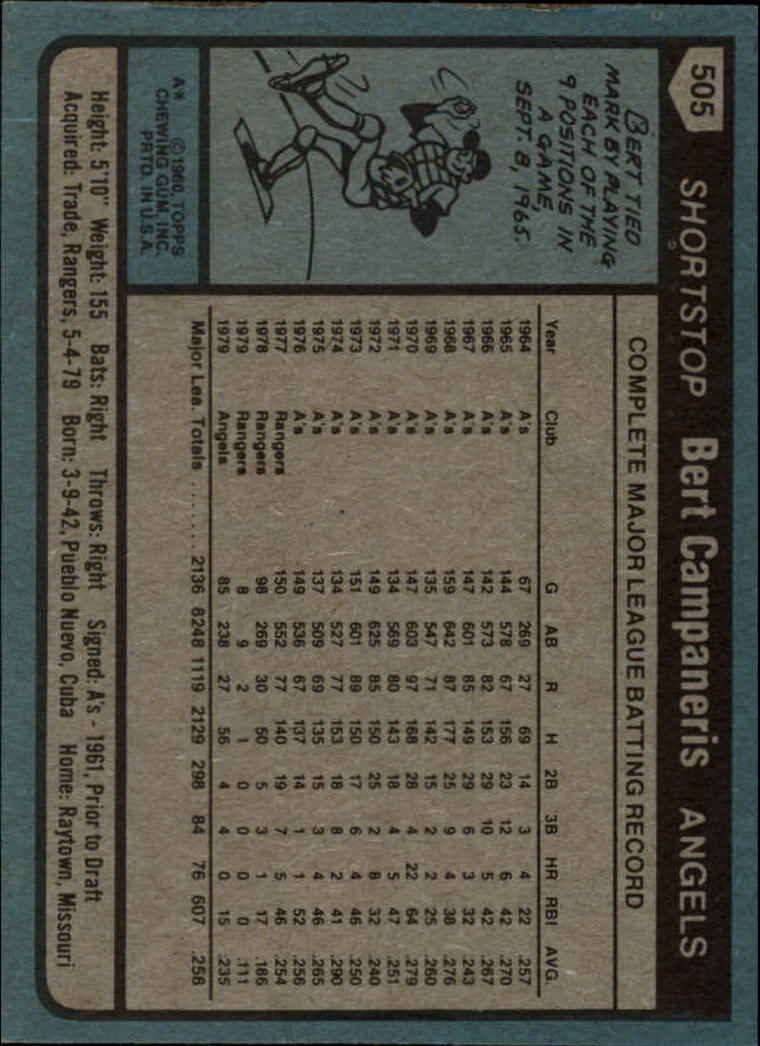 505 SHORTSTOP Bert Campaneris ANGELS
BERT TIED
MARK BY PLAYING
EACH OF THE
9 POSITIONS IN
A GAME,
SEPT. 8, 1965.
A* ©1980 TOPPS
CHEWING GUM, INC.
PRTD. IN U.S.A.
COMPLETE MAJOR LEAGUE BATTING RECORD
Year Club G AB R H 2B 3B HR RBI AVG.
1964 A's 67 269 27 69 14 3 4 22 .257
1965 A's 144 578 67 156 23 12 6 42 .270
1966 A's 142 573 82 153 29 10 5 42 .267
1967 A's 147 601 85 149 29 6 3 32 .243
1968 A's 159 642 87 177 25 9 4 38 .276
1969 A's 135 547 71 142 15 2 2 25 .260
1970 A's 147 603 97 168 28 4 22 64 .279
1971 A's 134 569 80 143 18 4 5 47 .251
1972 A's 149 625 85 150 25 2 8 32 .240
1973 A's 151 601 89 150 17 6 4 46 .250
1974 A's 134 527 77 153 18 8 2 41 .290
1975 A's 137 509 69 135 15 3 4 46 .265
1976 A's 149 536 67 137 14 1 1 52 .256
1977 Rangers 150 552 77 140 19 7 5 46 .254
1978 Rangers 98 269 30 50 5 3 1 17 .186
1979 Rangers 8 9 2 1 0 0 0 0 .111
1979 Angels 85 238 27 56 4 4 0 15 .235
Major Lea. Totals ....... 2136 8248 1119 2129 298 84 76 607 .258
Height: 5'10" Weight: 155 Bats: Right Throws: Right Signed: A's - 1961, Prior to Draft
Acquired: Trade, Rangers, 5-4-79 Born: 3-9-42, Pueblo Nuevo, Cuba Home: Raytown, Missouri